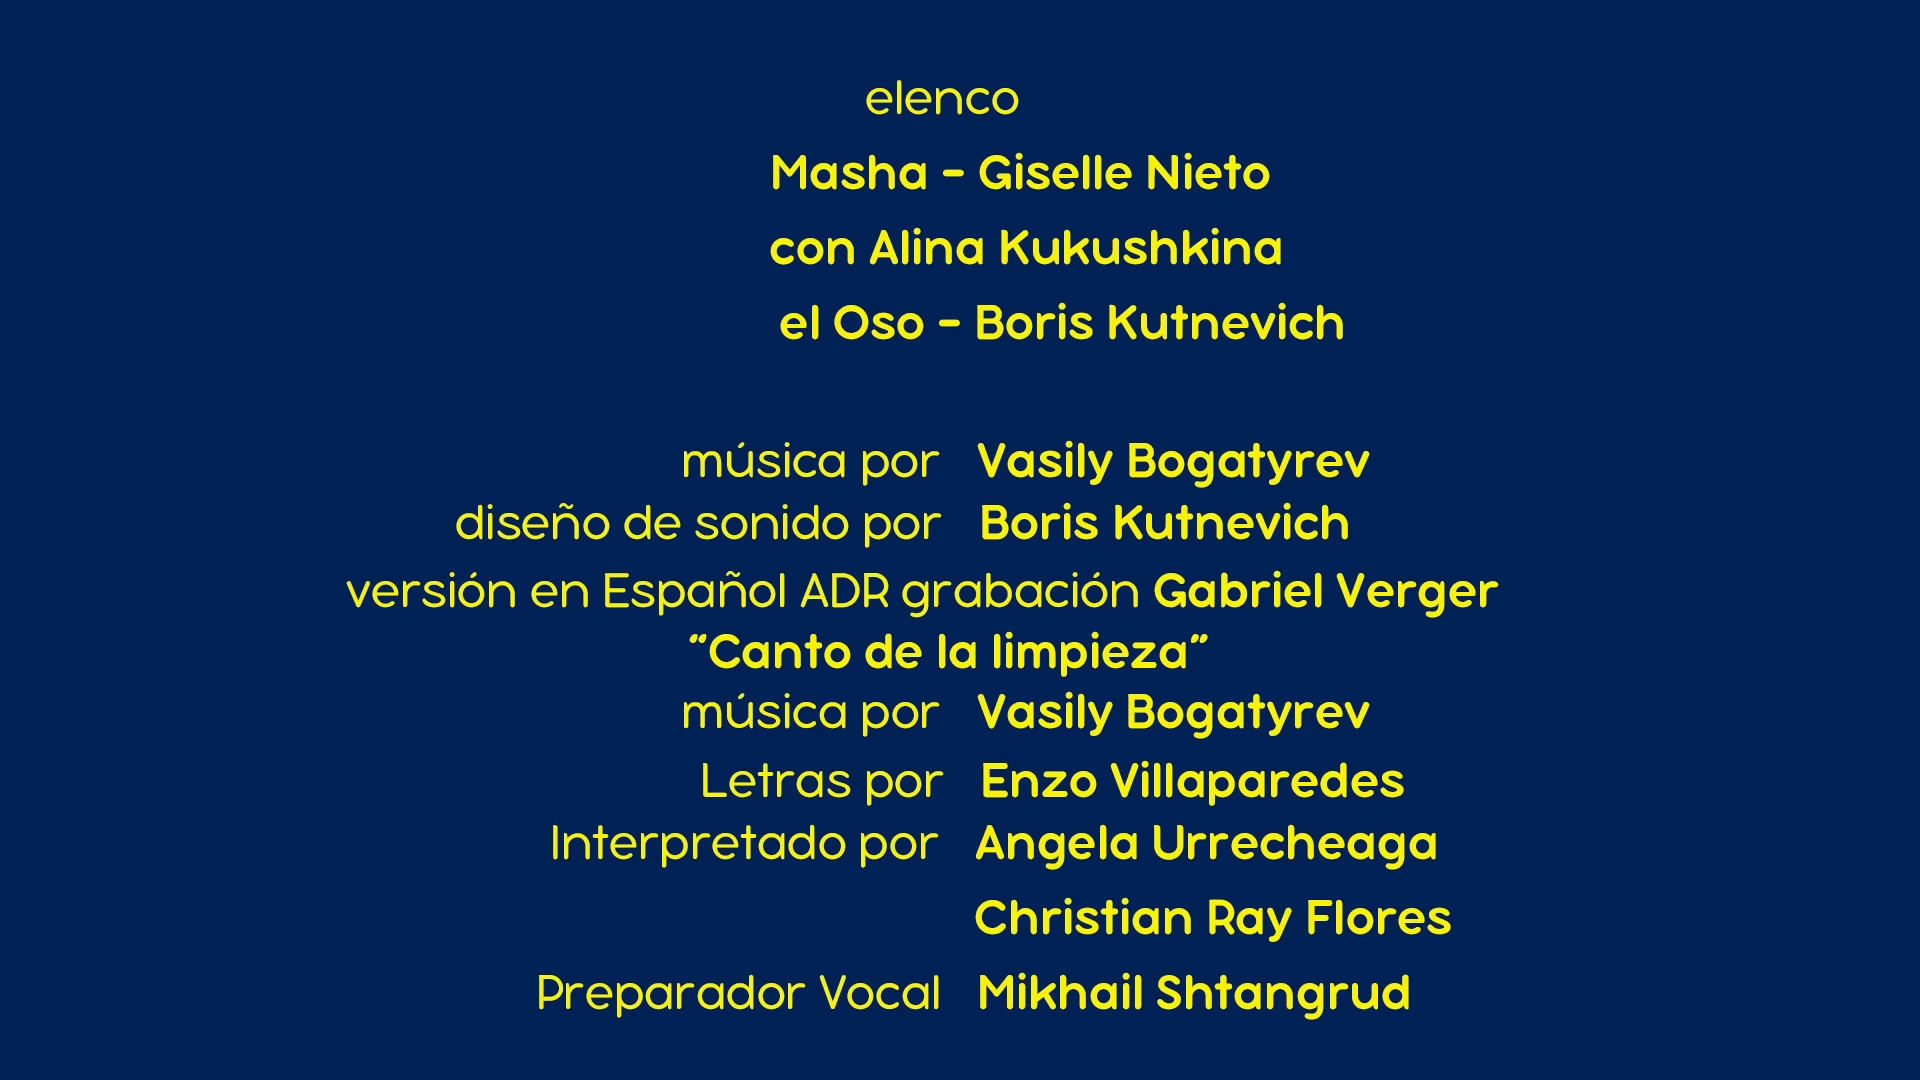 elenco
Masha - Giselle Nieto
con Alina Kukushkina
el Oso - Boris Kutnevich
música por Vasily Bogatyrev
diseño de sonido por Boris Kutnevich
versión en Español ADR grabación Gabriel Verger
“Canto de la limpieza”
música por Vasily Bogatyrev
Letras por Enzo Villaparedes
Interpretado por Angela Urrecheaga
Christian Ray Flores
Preparador Vocal Mikhail Shtangrud